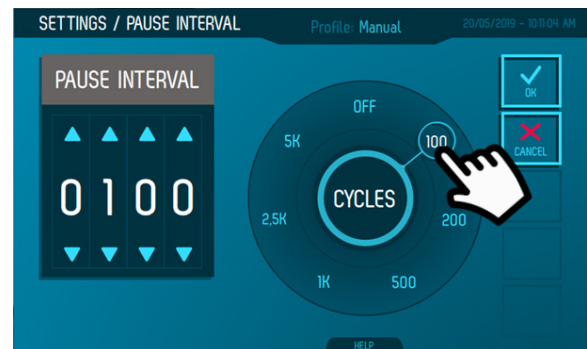 SETTINGS / PAUSE INTERVAL
Profile: Manual
20/05/2019 - 10:11:04 AM
PAUSE INTERVAL
0100
OFF
100
200
500
1K
2,5K
5K
CYCLES
OK
CANCEL
HELP